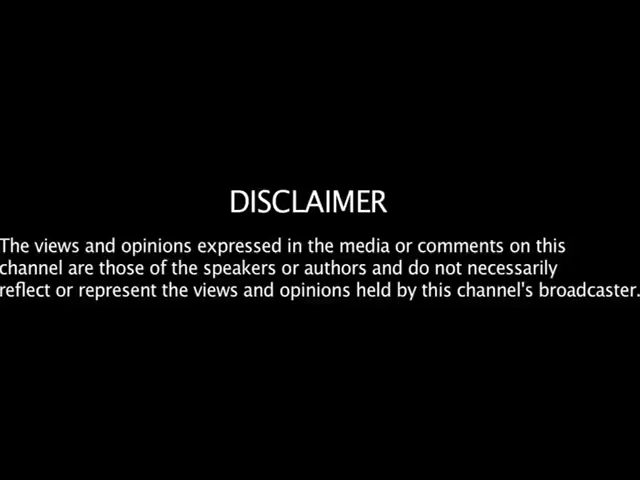 DISCLAIMER
The views and opinions expressed in the media or comments on this
channel are those of the speakers or authors and do not necessarily
reflect or represent the views and opinions held by this channel's broadcaster.